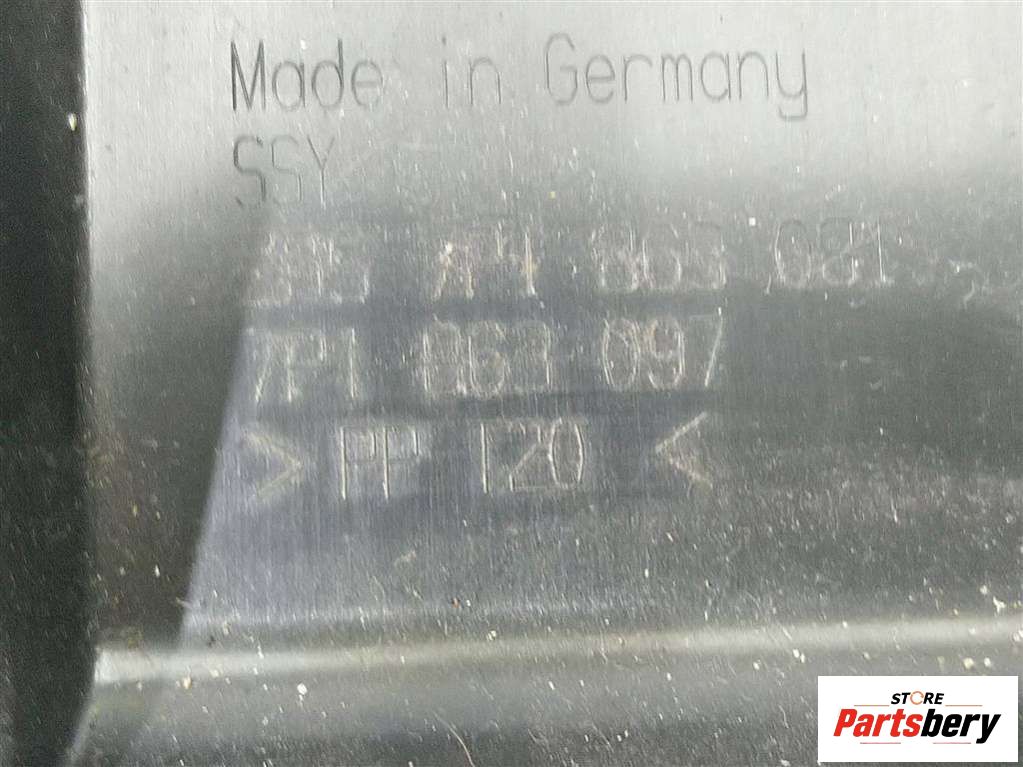 Made in Germany
SSY
863 081
7P1 863 097
> PP T20 <
STORE
Partsbery